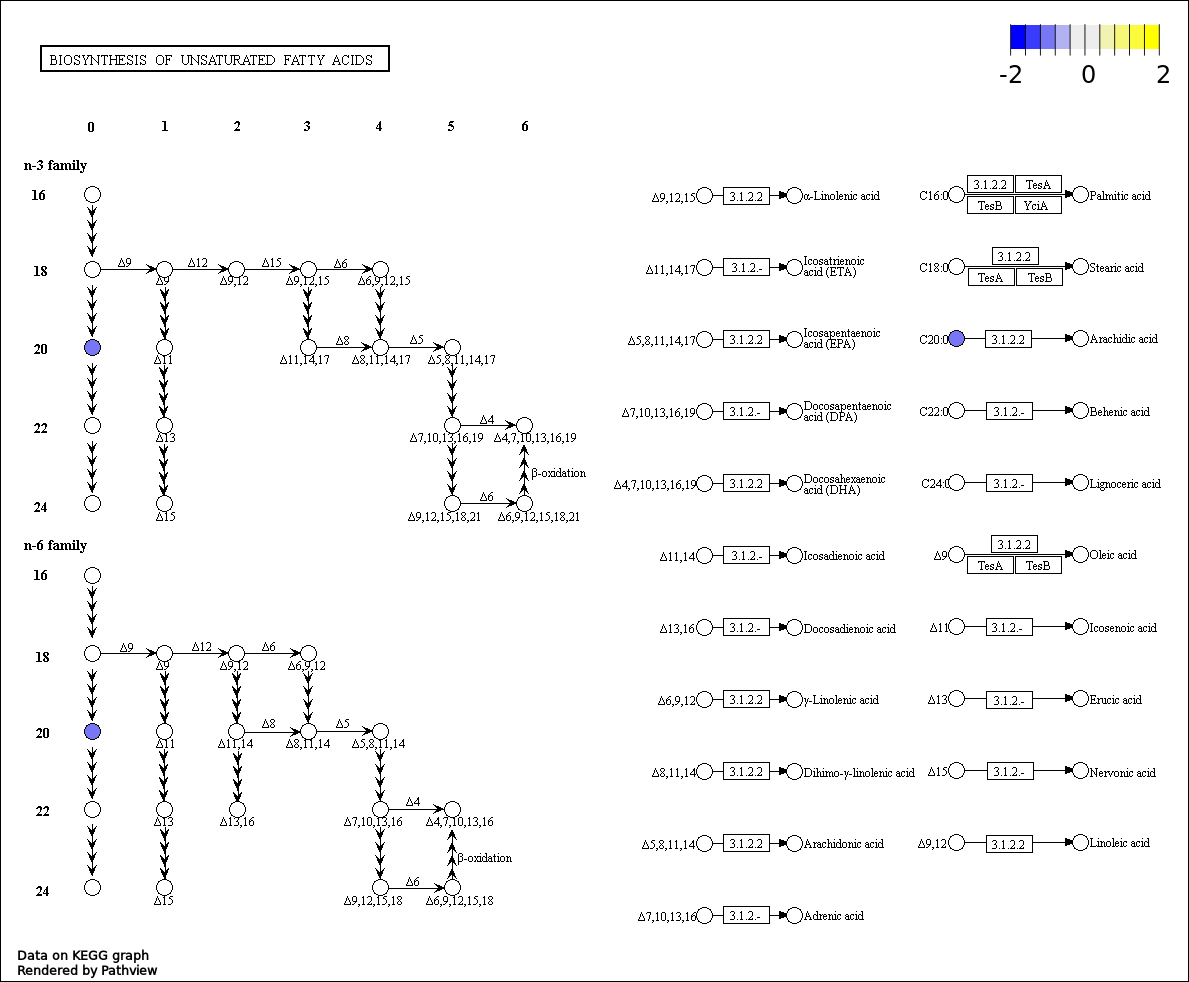 BIOSYNTHESIS OF UNSATURATED FATTY ACIDS
-2 0 2
0 1 2 3 4 5 6
n-3 family
16
18
Δ9 Δ12 Δ15 Δ6
Δ9 Δ9,12 Δ9,12,15 Δ6,9,12,15
20
Δ8 Δ5
Δ11 Δ11,14,17 Δ8,11,14,17 Δ5,8,11,14,17
22
Δ4
Δ13 Δ7,10,13,16,19 Δ4,7,10,13,16,19
β-oxidation
24
Δ6
Δ15 Δ9,12,15,18,21 Δ6,9,12,15,18,21
n-6 family
16
18
Δ9 Δ12 Δ6
Δ9 Δ9,12 Δ6,9,12
20
Δ8 Δ5
Δ11 Δ11,14 Δ8,11,14 Δ5,8,11,14
22
Δ4
Δ13 Δ13,16 Δ7,10,13,16 Δ4,7,10,13,16
β-oxidation
24
Δ6
Δ15 Δ9,12,15,18 Δ6,9,12,15,18
Δ9,12,15 3.1.2.2 α-Linolenic acid
Δ11,14,17 3.1.2.- Icosatrienoic
acid (ETA)
Δ5,8,11,14,17 3.1.2.2 Icosapentaenoic
acid (EPA)
Δ7,10,13,16,19 3.1.2.- Docosapentaenoic
acid (DPA)
Δ4,7,10,13,16,19 3.1.2.2 Docosahexaenoic
acid (DHA)
Δ11,14 3.1.2.- Icosadienoic acid
Δ13,16 3.1.2.- Docosadienoic acid
Δ6,9,12 3.1.2.2 γ-Linolenic acid
Δ8,11,14 3.1.2.2 Dihimo-γ-linolenic acid
Δ5,8,11,14 3.1.2.2 Arachidonic acid
Δ7,10,13,16 3.1.2.- Adrenic acid
C16:0 3.1.2.2 TesA Palmitic acid
TesB YciA
3.1.2.2
C18:0 Stearic acid
TesA TesB
C20:0 3.1.2.2 Arachidic acid
C22:0 3.1.2.- Behenic acid
C24:0 3.1.2.- Lignoceric acid
3.1.2.2
Δ9 Oleic acid
TesA TesB
Δ11 3.1.2.- Icosenoic acid
Δ13 3.1.2.- Erucic acid
Δ15 3.1.2.- Nervonic acid
Δ9,12 3.1.2.2 Linoleic acid
Data on KEGG graph
Rendered by Pathview